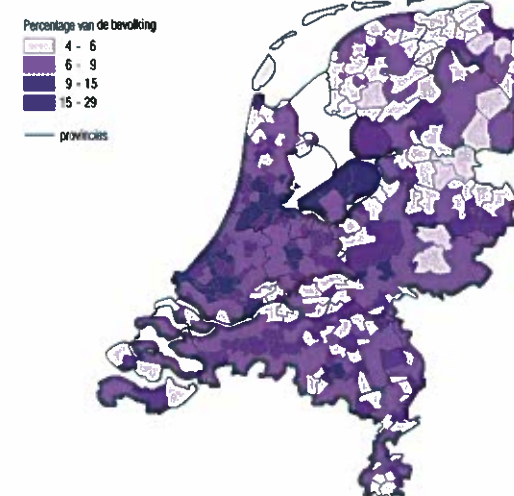 Percentage van de bevolking
4 - 6
6 - 9
9 - 15
15 - 29
provincies